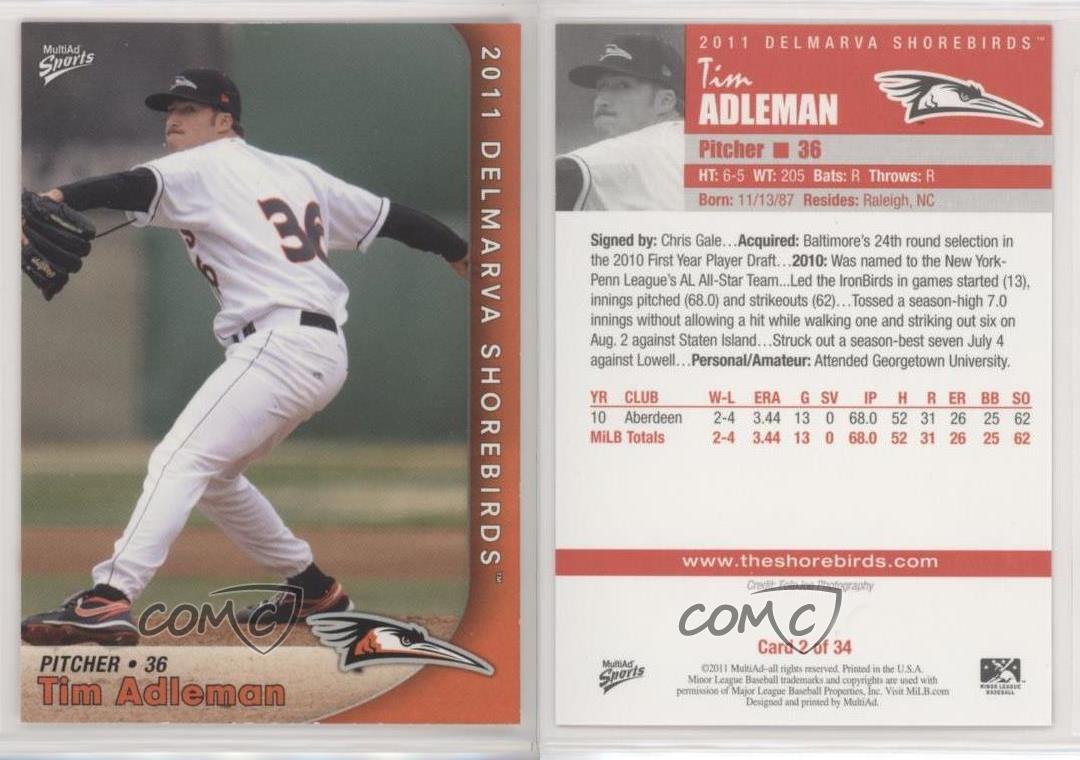 MultiAd
Sports
2011 DELMARVA SHOREBIRDS™
36
COMC
PITCHER • 36
Tim Adleman
2011 DELMARVA SHOREBIRDS™
Tim
ADLEMAN
Pitcher ■ 36
HT: 6-5 WT: 205 Bats: R Throws: R
Born: 11/13/87 Resides: Raleigh, NC
Signed by: Chris Gale...Acquired: Baltimore's 24th round selection in
the 2010 First Year Player Draft...2010: Was named to the New York-
Penn League's AL All-Star Team...Led the IronBirds in games started (13),
innings pitched (68.0) and strikeouts (62)...Tossed a season-high 7.0
innings without allowing a hit while walking one and striking out six on
Aug. 2 against Staten Island...Struck out a season-best seven July 4
against Lowell...Personal/Amateur: Attended Georgetown University.
YR CLUB W-L ERA G SV IP H R ER BB SO
10 Aberdeen 2-4 3.44 13 0 68.0 52 31 26 25 62
MiLB Totals 2-4 3.44 13 0 68.0 52 31 26 25 62
www.theshorebirds.com
Credit: Photography
COMC
Card 2 of 34
MultiAd
Sports
©2011 MultiAd–all rights reserved. Printed in the U.S.A.
Minor League Baseball trademarks and copyrights are used with
permission of Major League Baseball Properties, Inc. Visit MiLB.com
Designed and printed by MultiAd.
MINOR LEAGUE
BASEBALL